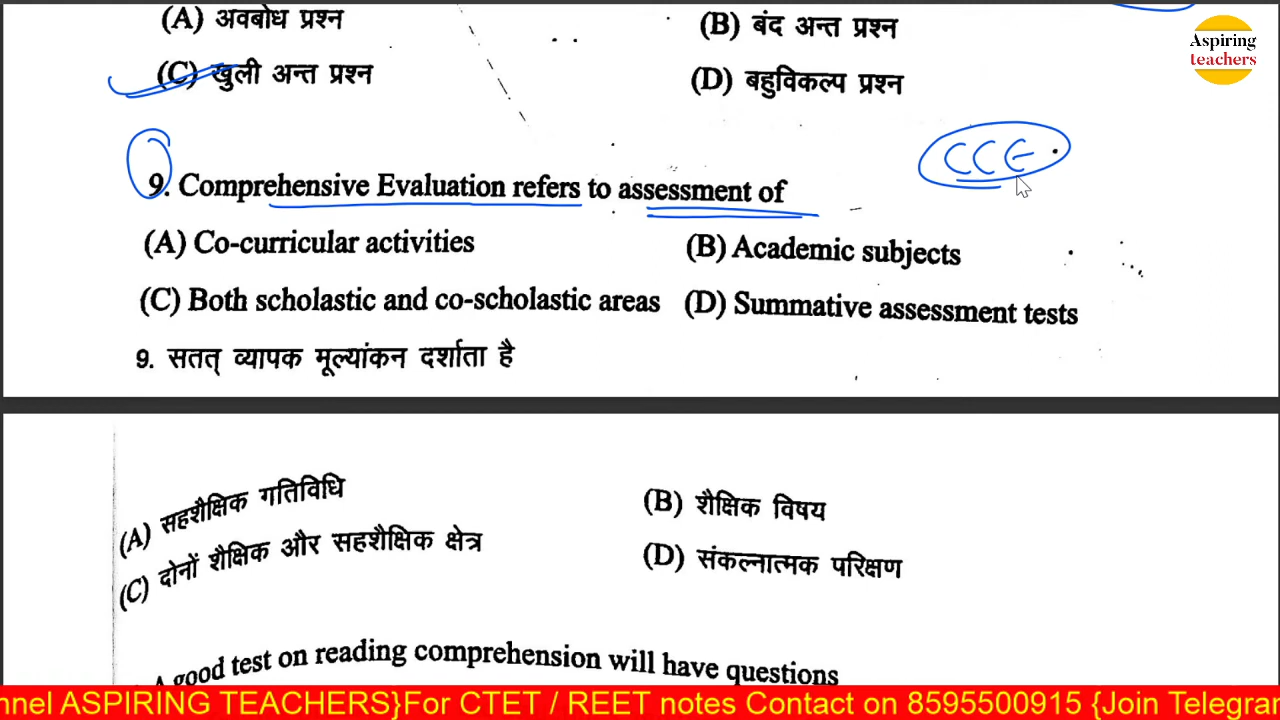 (A) अवबोध प्रश्न
(B) बंद अन्त प्रश्न
Aspiring
teachers
(C) खुली अन्त प्रश्न
(D) बहुविकल्प प्रश्न
CCE
9. Comprehensive Evaluation refers to assessment of
(A) Co-curricular activities
(B) Academic subjects
(C) Both scholastic and co-scholastic areas
(D) Summative assessment tests
9. सतत् व्यापक मूल्यांकन दर्शाता है
(A) सहशैक्षिक गतिविधि
(B) शैक्षिक विषय
(C) दोनों शैक्षिक और सहशैक्षिक क्षेत्र
(D) संकल्नात्मक परिक्षण
A good test on reading comprehension will have questions
nnel ASPIRING TEACHERS}For CTET / REET notes Contact on 8595500915 {Join Telegran